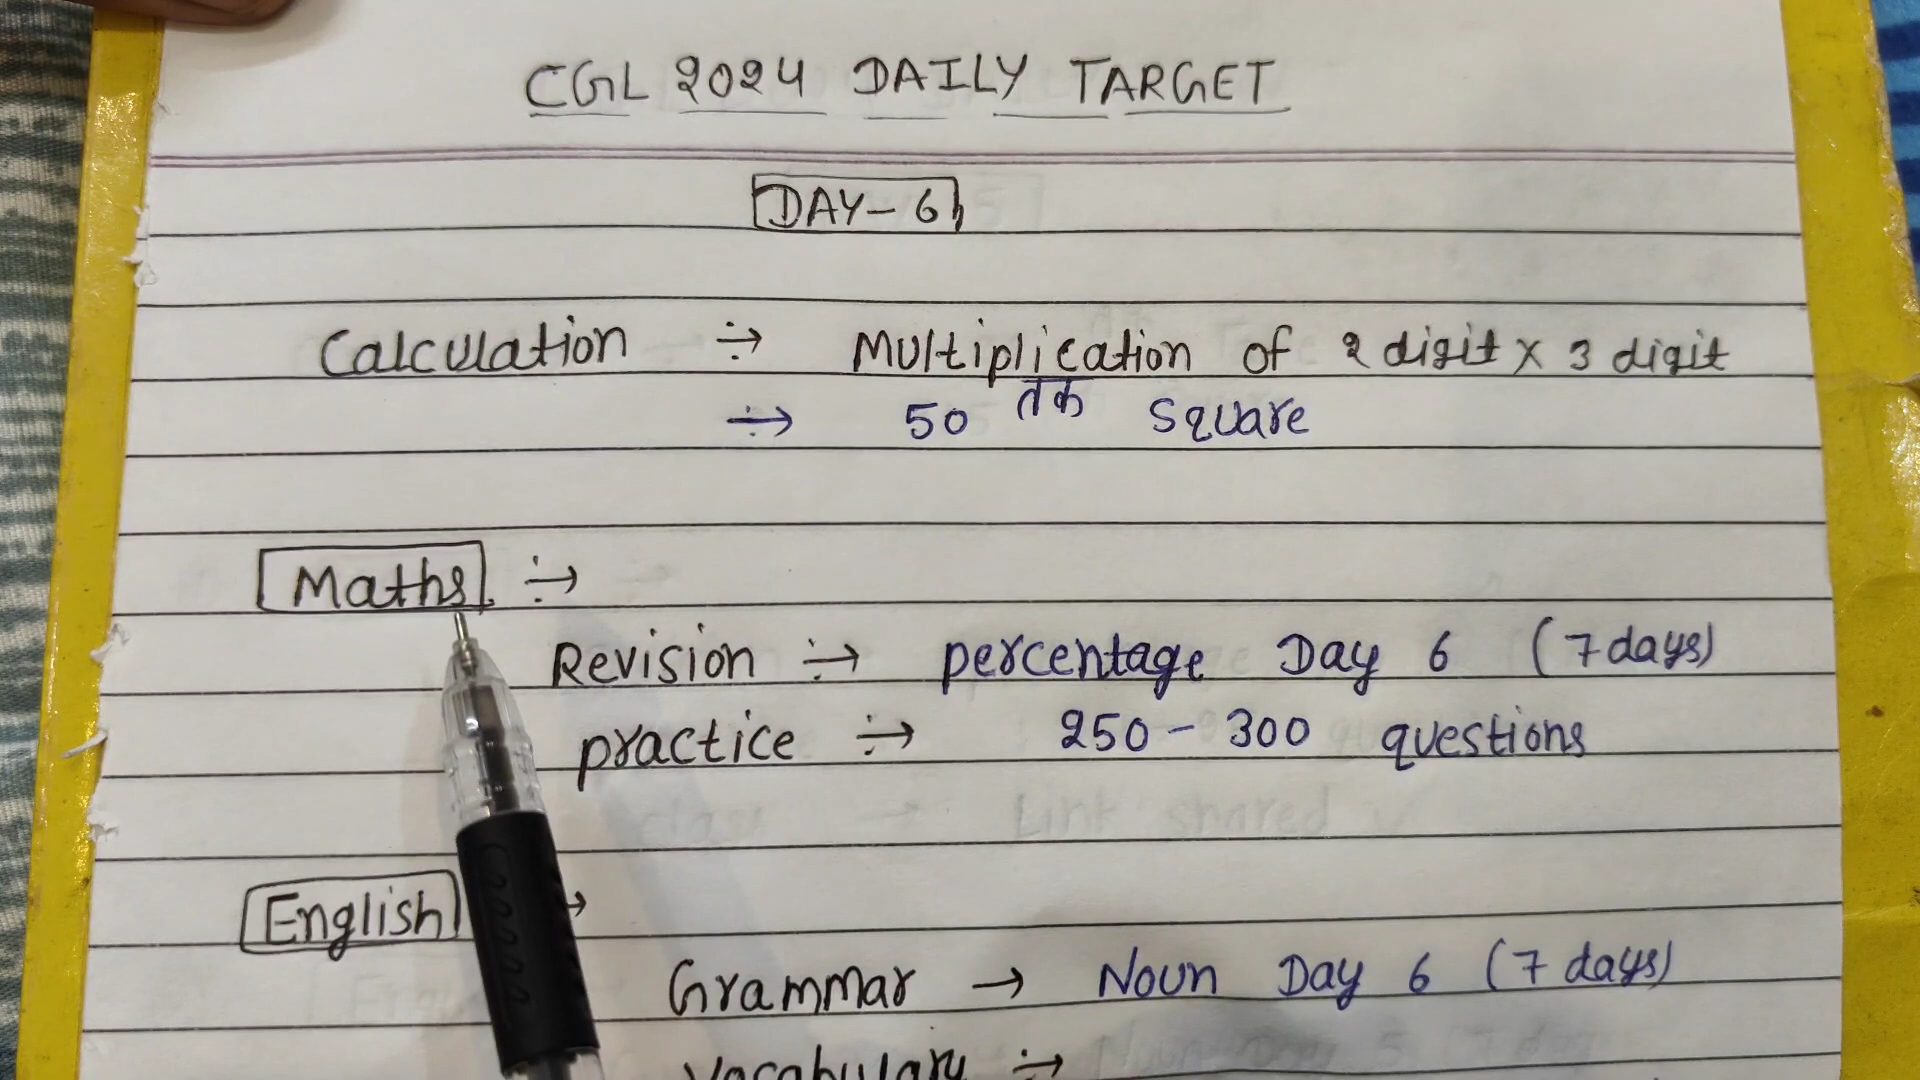 CGL 2024 DAILY TARGET
DAY-6
Calculation ÷→ Multiplication of 2 digit x 3 digit
÷→ 50 तक Square
Maths ÷→
Revision ÷→ percentage Day 6 (7 days)
practice ÷→ 250 - 300 questions
English →
Grammar → Noun Day 6 (7 days)
Vocabulary ÷→